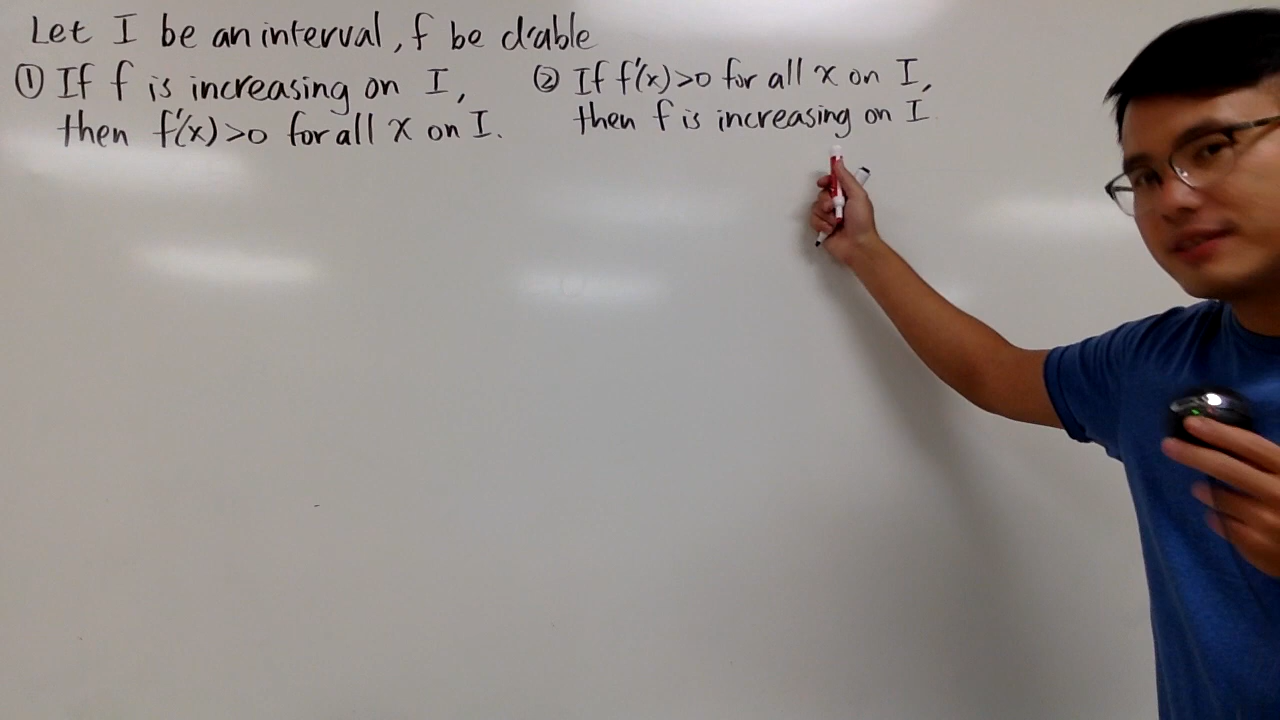 Let I be an interval, f be d'able
① If f is increasing on I,
then f'(x)>0 for all x on I.
② If f'(x)>0 for all x on I,
then f is increasing on I